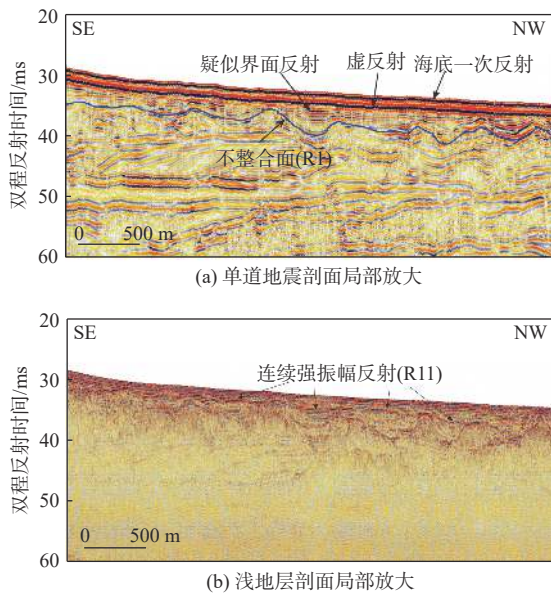 SE
NW
20
疑似界面反射
虚反射
海底一次反射
30
40
不整合面(R1)
50
0 500 m
60
双程反射时间/ms
(a) 单道地震剖面局部放大
20
SE
NW
连续强振幅反射(R11)
30
40
50
0 500 m
60
双程反射时间/ms
(b) 浅地层剖面局部放大